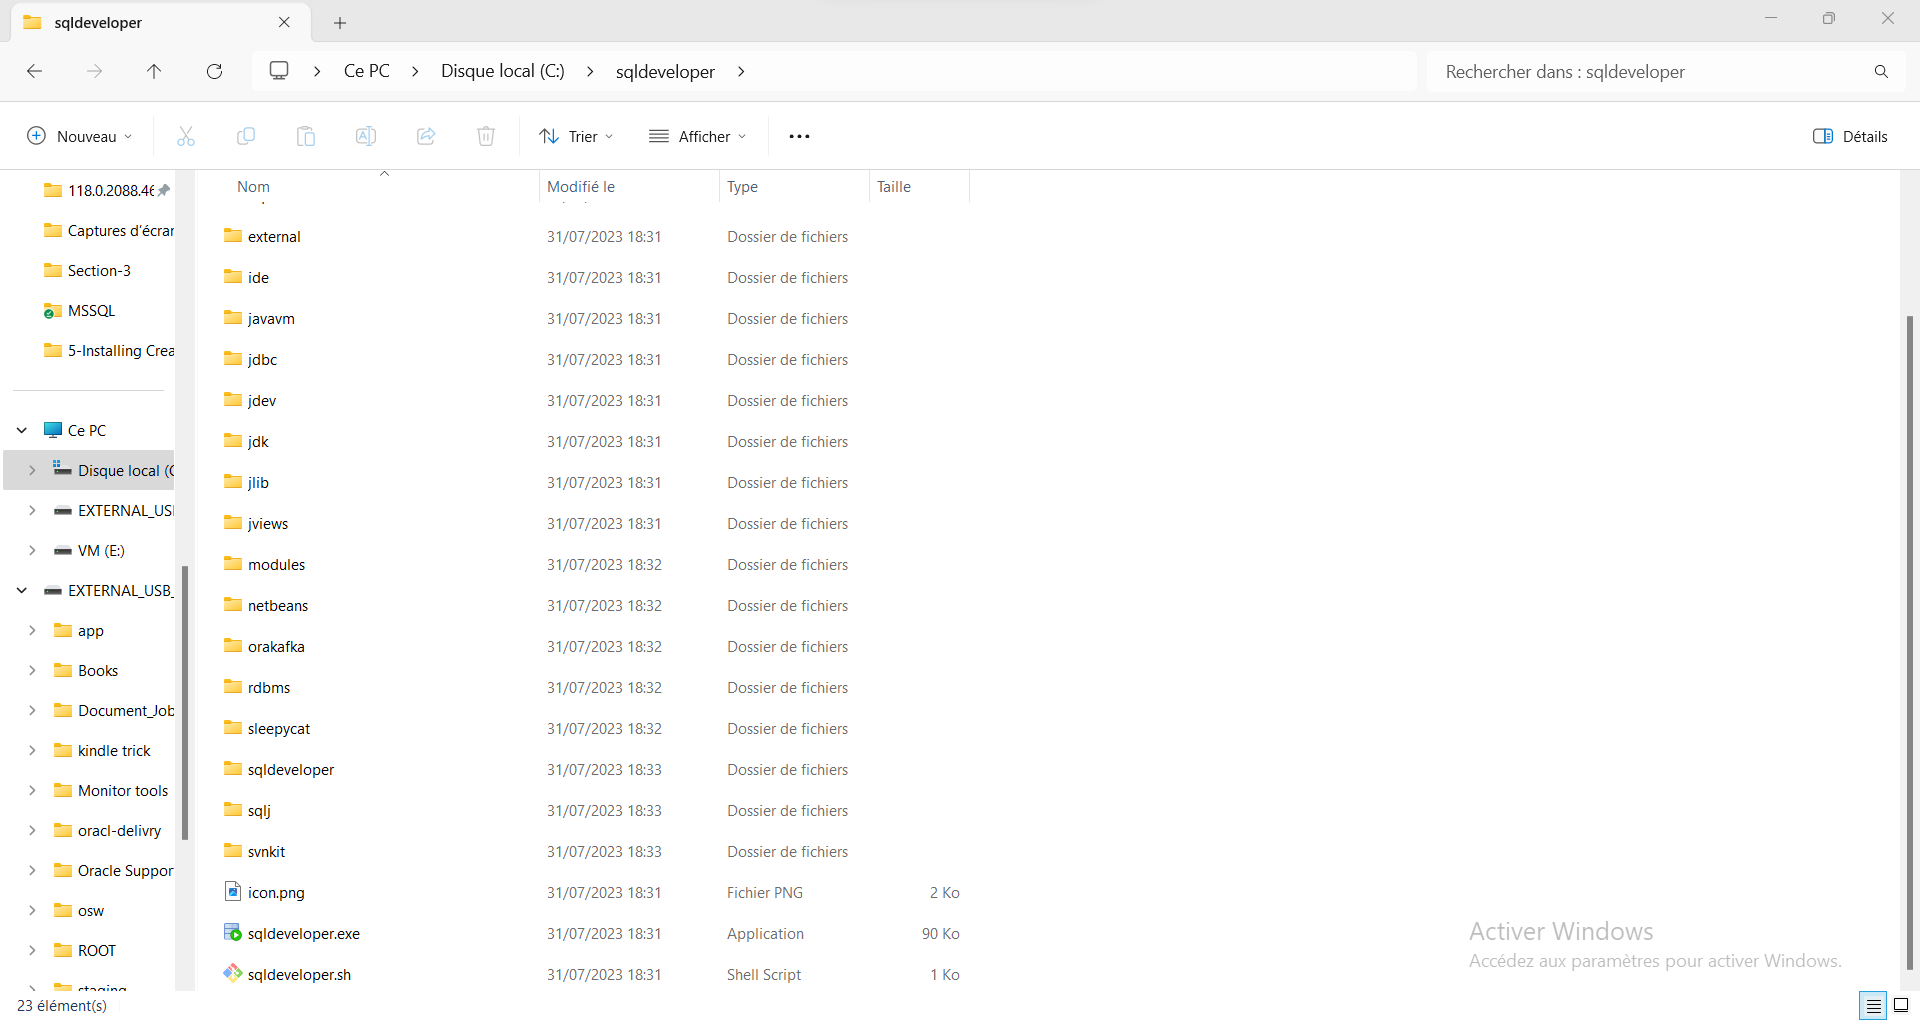 sqldeveloper
Ce PC
Disque local (C:)
sqldeveloper
Rechercher dans : sqldeveloper
Nouveau
Trier
Afficher
Détails
118.0.2088.46
Captures d'écran
Section-3
MSSQL
5-Installing Crea
Ce PC
Disque local (C
EXTERNAL_USB
VM (E:)
EXTERNAL_USB_
app
Books
Document_Job
kindle trick
Monitor tools
oracl-delivry
Oracle Suppor
osw
ROOT
staging
Nom Modifié le Type Taille
external 31/07/2023 18:31 Dossier de fichiers
ide 31/07/2023 18:31 Dossier de fichiers
javavm 31/07/2023 18:31 Dossier de fichiers
jdbc 31/07/2023 18:31 Dossier de fichiers
jdev 31/07/2023 18:31 Dossier de fichiers
jdk 31/07/2023 18:31 Dossier de fichiers
jlib 31/07/2023 18:31 Dossier de fichiers
jviews 31/07/2023 18:31 Dossier de fichiers
modules 31/07/2023 18:32 Dossier de fichiers
netbeans 31/07/2023 18:32 Dossier de fichiers
orakafka 31/07/2023 18:32 Dossier de fichiers
rdbms 31/07/2023 18:32 Dossier de fichiers
sleepycat 31/07/2023 18:32 Dossier de fichiers
sqldeveloper 31/07/2023 18:33 Dossier de fichiers
sqlj 31/07/2023 18:33 Dossier de fichiers
svnkit 31/07/2023 18:33 Dossier de fichiers
icon.png 31/07/2023 18:31 Fichier PNG 2 Ko
sqldeveloper.exe 31/07/2023 18:31 Application 90 Ko
sqldeveloper.sh 31/07/2023 18:31 Shell Script 1 Ko
Activer Windows
Accédez aux paramètres pour activer Windows.
23 élément(s)